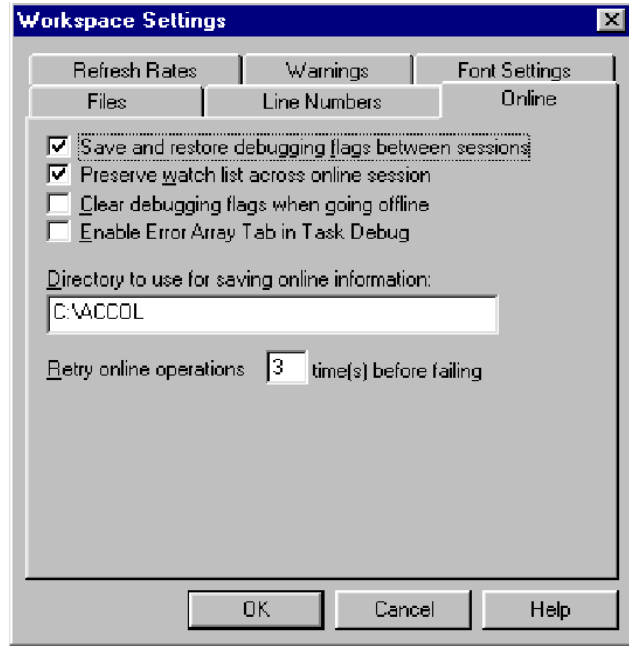 Workspace Settings
Refresh Rates Warnings Font Settings
Files Line Numbers Online
Save and restore debugging flags between sessions
Preserve watch list across online session
Clear debugging flags when going offline
Enable Error Array Tab in Task Debug
Directory to use for saving online information:
C:\ACCOL
Retry online operations 3 time(s) before failing
OK Cancel Help